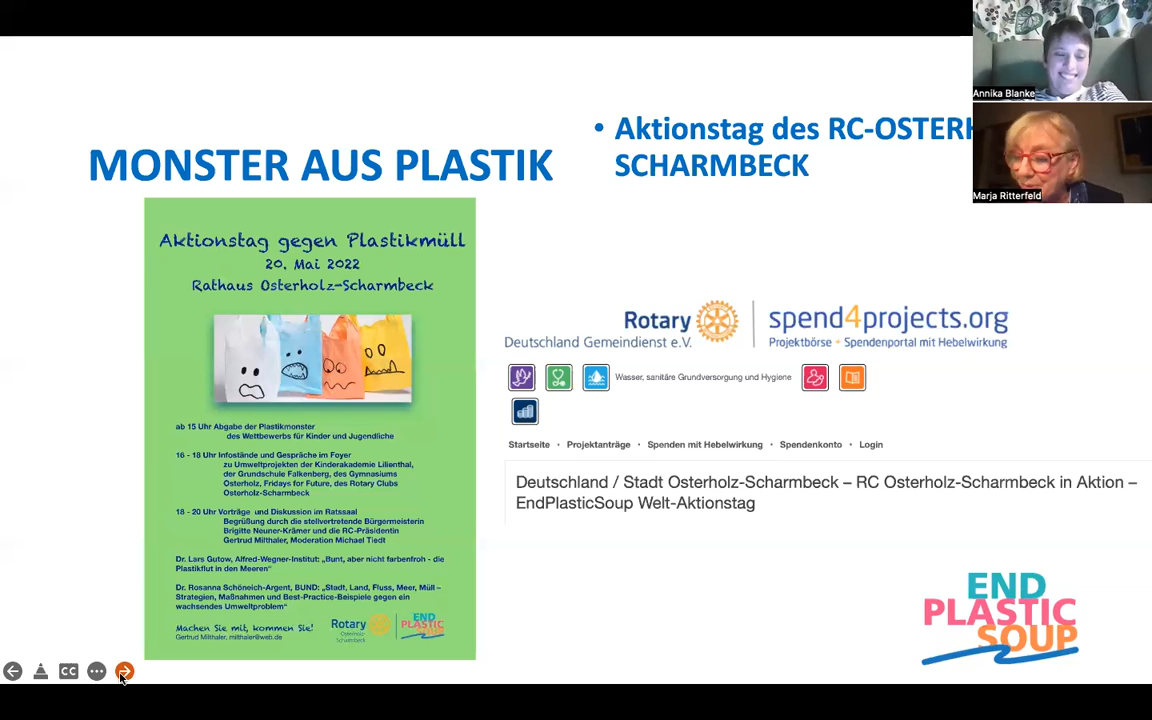 Annika Blanke
Marja Ritterfeld
MONSTER AUS PLASTIK
• Aktionstag des RC-OSTERH
SCHARMBECK
Aktionstag gegen Plastikmüll
20. Mai 2022
Rathaus Osterholz-Scharmbeck
ab 15 Uhr Abgabe der Plastikmonster
des Wettbewerbs für Kinder und Jugendliche
16 - 18 Uhr Infostände und Gespräche im Foyer
zu Umweltprojekten der Kinderakademie Lilienthal,
der Grundschule Falkenberg, des Gymnasiums
Osterholz, Fridays for Future, des Rotary Clubs
Osterholz-Scharmbeck
18 - 20 Uhr Vorträge und Diskussion im Ratssaal
Begrüßung durch die stellvertretende Bürgermeisterin
Brigitte Neuner-Krämer und die RC-Präsidentin
Gertrud Milthaler, Moderation Michael Tiedt
Dr. Lars Gutow, Alfred-Wegner-Institut: „Bunt, aber nicht farbenfroh - die
Plastikflut in den Meeren“
Dr. Rosanna Schöneich-Argent, BUND: „Stadt, Land, Fluss, Meer, Müll –
Strategien, Maßnahmen und Best-Practice-Beispiele gegen ein
wachsendes Umweltproblem“
Machen Sie mit, kommen Sie!
Gertrud Milthaler, milthaler@web.de
Rotary
Osterholz-
Scharmbeck
END
PLASTIC
SOUP
Rotary
Deutschland Gemeindienst e.V.
spend4projects.org
Projektbörse + Spendenportal mit Hebelwirkung
Wasser, sanitäre Grundversorgung und Hygiene
Startseite • Projektanträge • Spenden mit Hebelwirkung • Spendenkonto • Login
Deutschland / Stadt Osterholz-Scharmbeck – RC Osterholz-Scharmbeck in Aktion –
EndPlasticSoup Welt-Aktionstag
END
PLASTIC
SOUP
CC